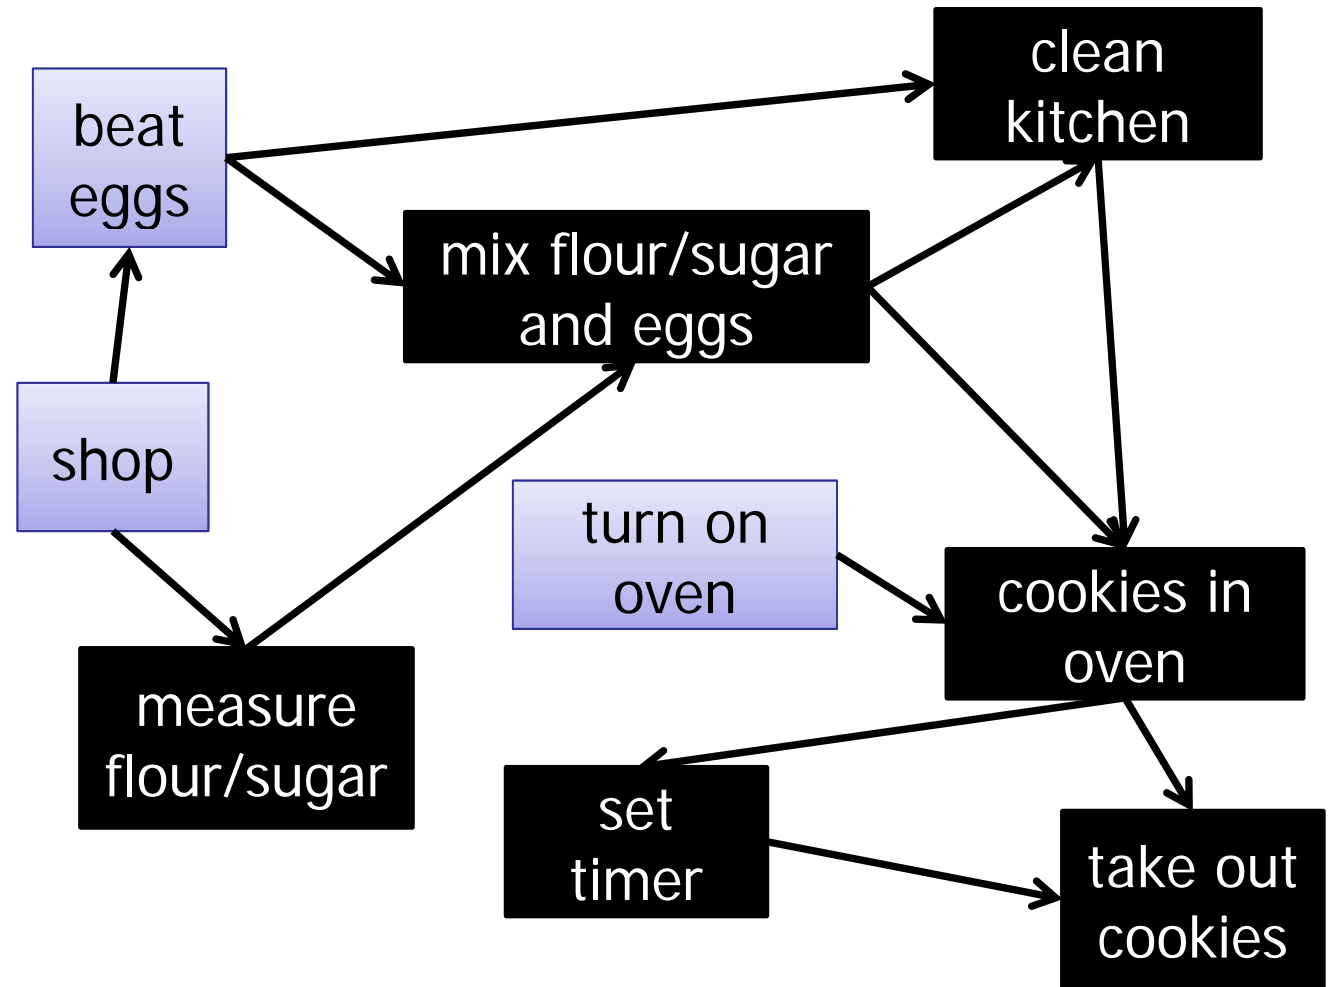 clean
kitchen
beat
eggs
mix flour/sugar
and eggs
shop
turn on
oven
cookies in
oven
measure
flour/sugar
set
timer
take out
cookies